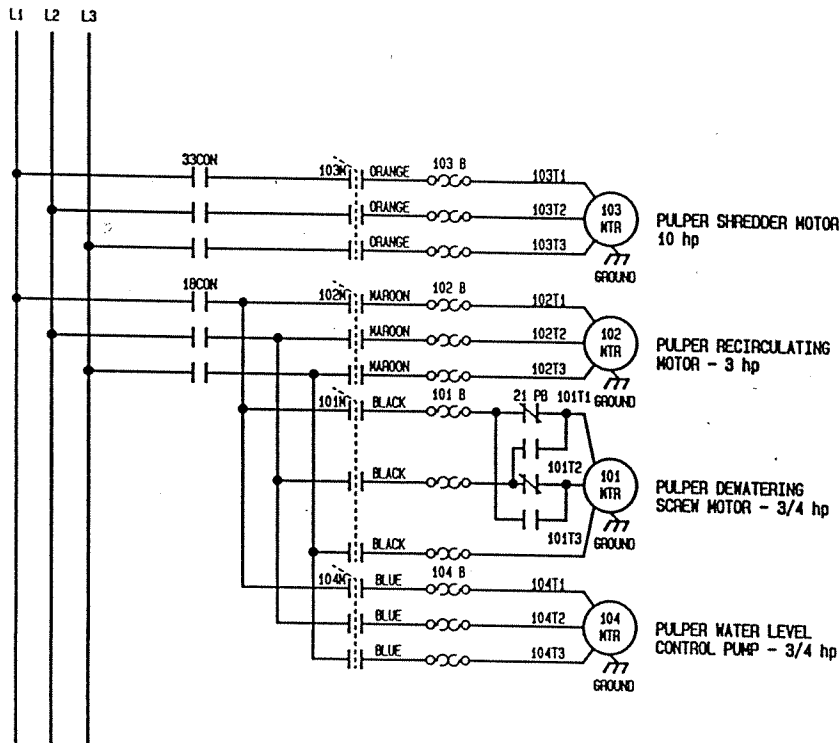 L1 L2 L3
33CON 103M ORANGE 103 B 103T1
ORANGE 103T2 103 MTR PULPER SHREDDER MOTOR
10 hp
ORANGE 103T3
GROUND
18CON 102M MAROON 102 B 102T1
MAROON 102T2 102 MTR PULPER RECIRCULATING
MOTOR - 3 hp
MAROON 102T3
GROUND
101M BLACK 101 B 21 PB 101T1
BLACK 101T2 101 MTR PULPER DEWATERING
SCREW MOTOR - 3/4 hp
BLACK 101T3
GROUND
104M BLUE 104 B 104T1
BLUE 104T2 104 MTR PULPER WATER LEVEL
CONTROL PUMP - 3/4 hp
BLUE 104T3
GROUND